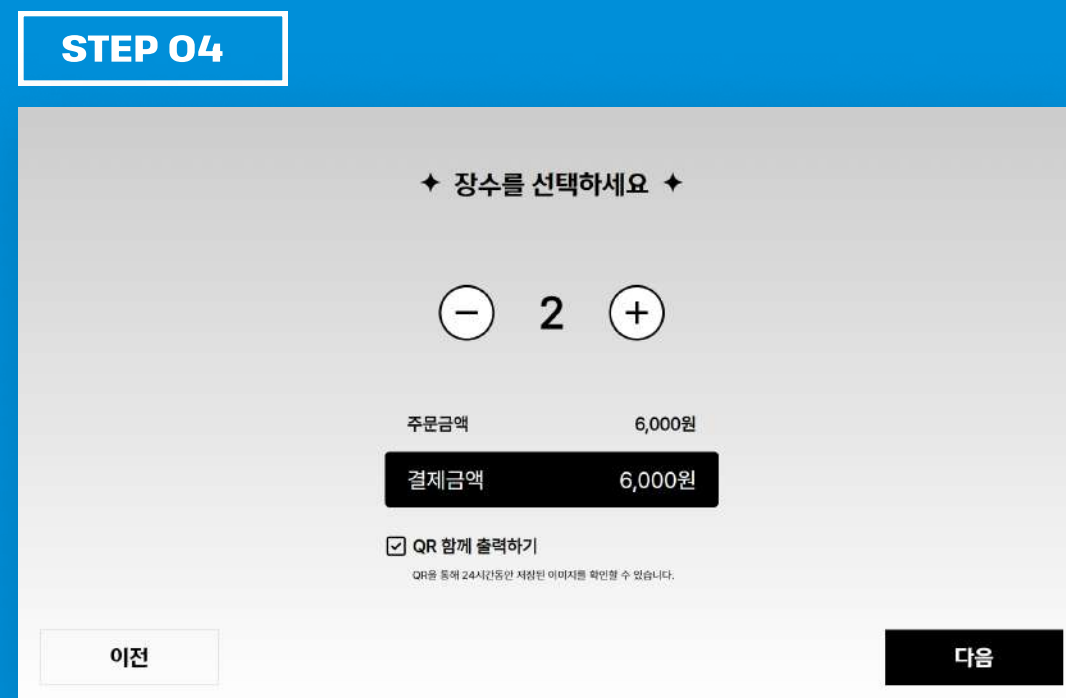 STEP 04
✦ 장수를 선택하세요 ✦
− 2 +
주문금액 6,000원
결제금액 6,000원
QR 함께 출력하기
QR을 통해 24시간동안 저장된 이미지를 확인할 수 있습니다.
이전 다음